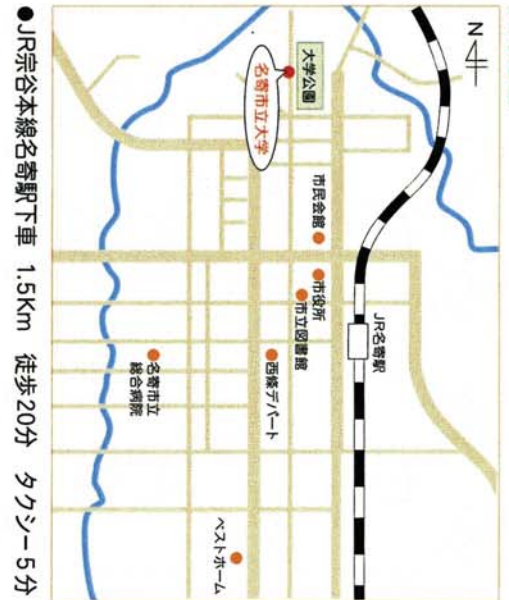 N
大学公園
名寄市立大学
市民会館
市役所
市立図書館
JR名寄駅
西條デパート
名寄市立
総合病院
ベストホーム
●JR宗谷本線名寄駅下車 1.5Km 徒歩20分 タクシー5分